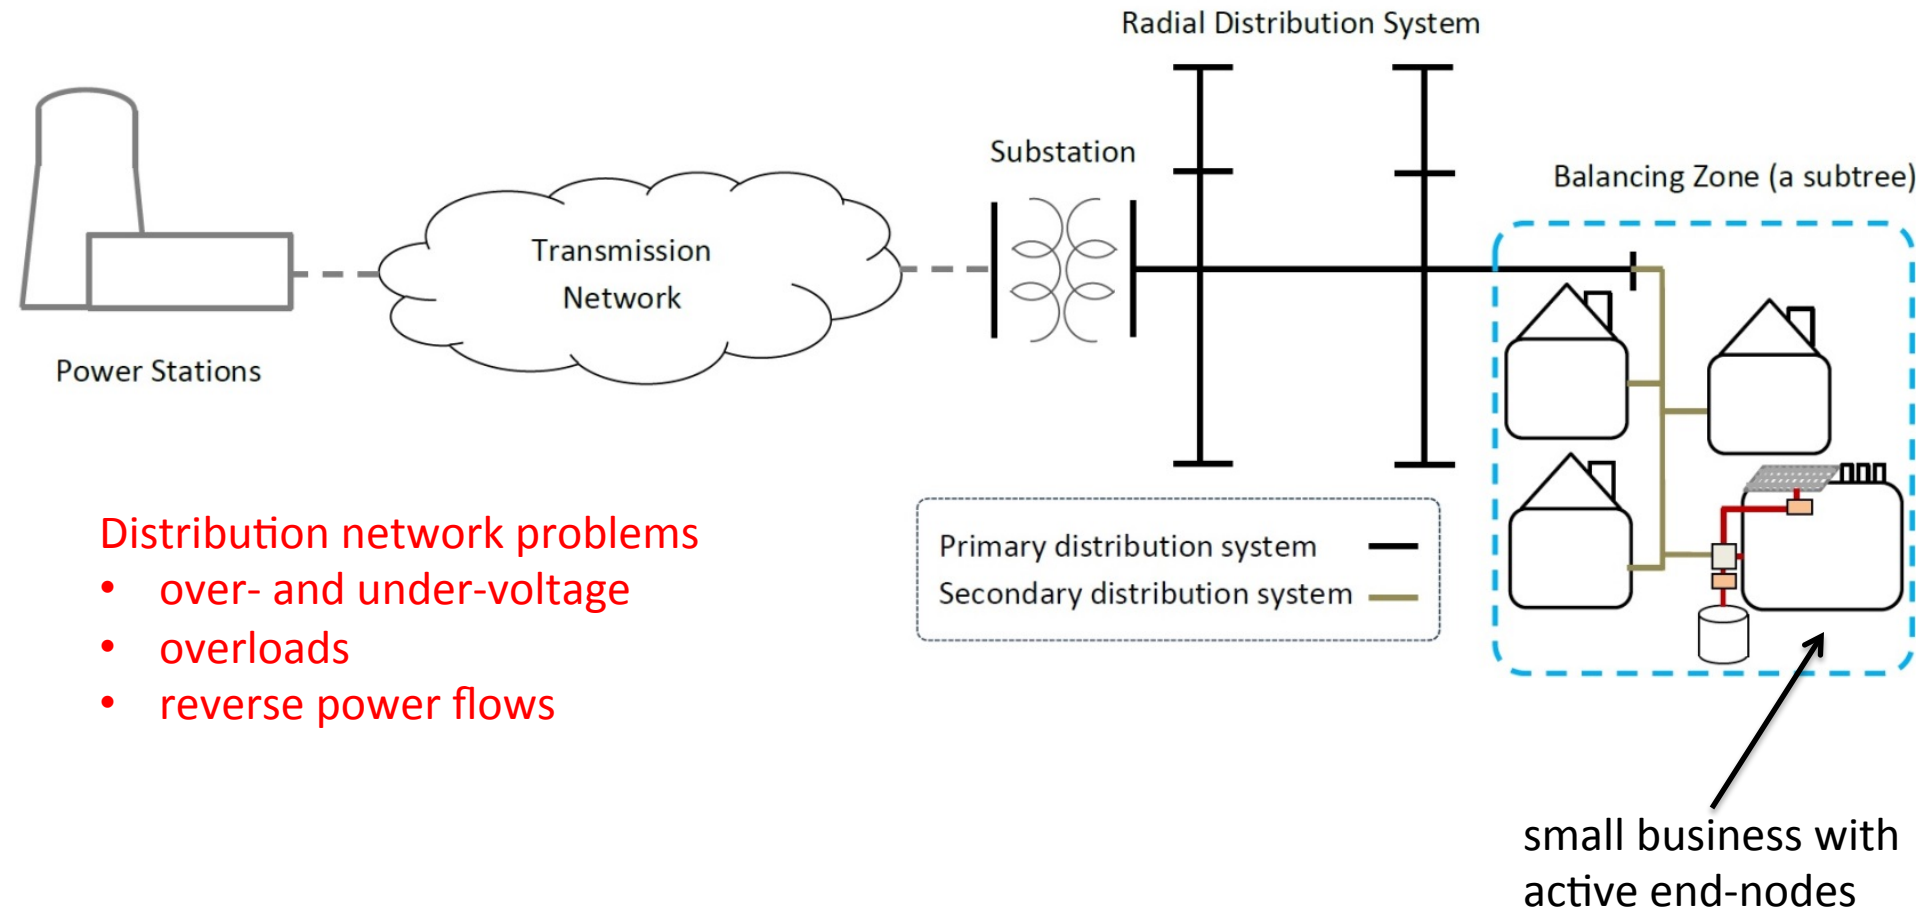 Radial Distribution System
Substation
Balancing Zone (a subtree)
Transmission
Network
Power Stations
Distribution network problems
• over- and under-voltage
• overloads
• reverse power flows
Primary distribution system
Secondary distribution system
small business with
active end-nodes